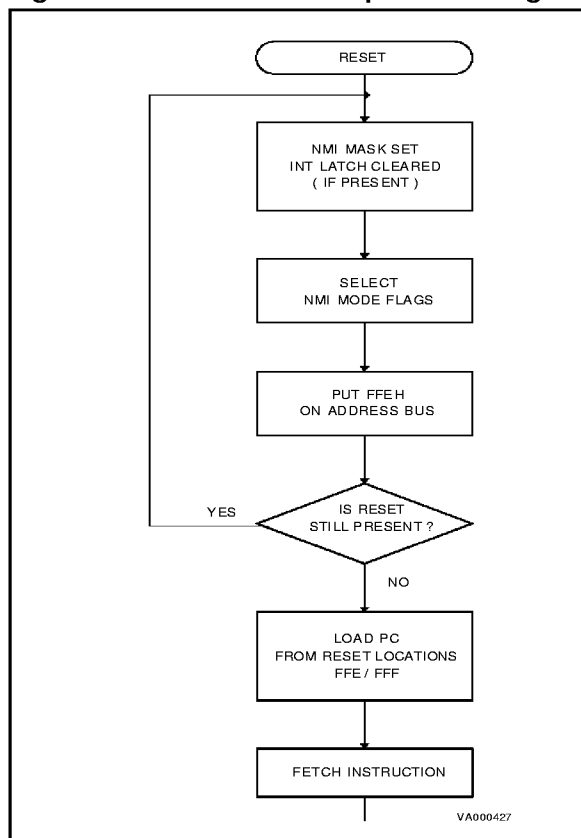 RESET
NMI MASK SET
INT LATCH CLEARED
( IF PRESENT )
SELECT
NMI MODE FLAGS
PUT FFEH
ON ADDRESS BUS
IS RESET
STILL PRESENT ?
YES
NO
LOAD PC
FROM RESET LOCATIONS
FFE / FFF
FETCH INSTRUCTION
VA000427